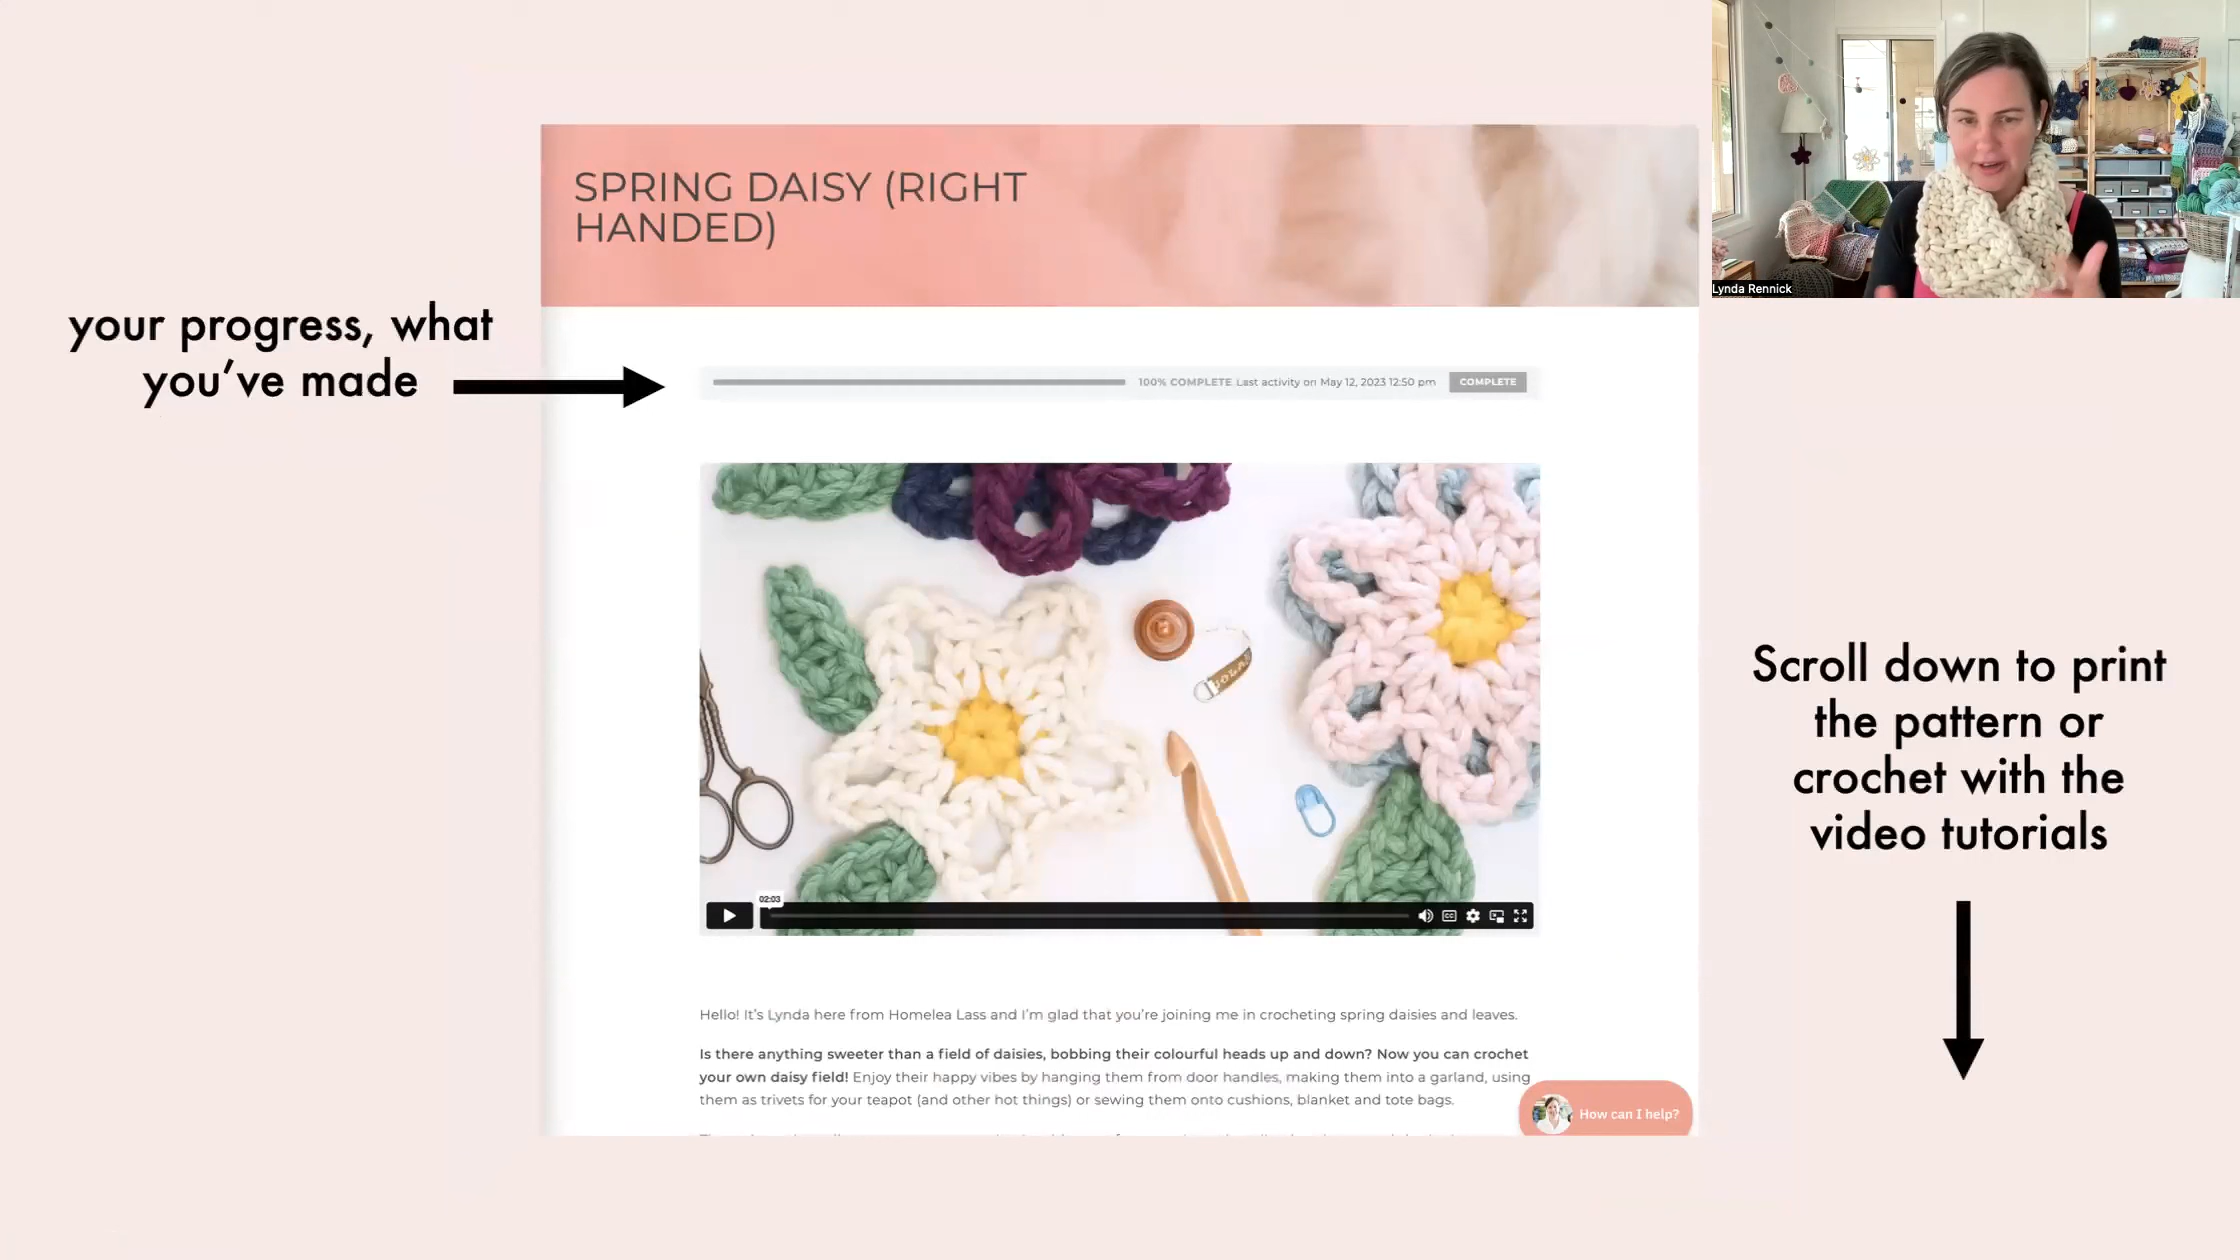 SPRING DAISY (RIGHT
HANDED)
Lynda Rennick
your progress, what
you've made
100% COMPLETE Last activity on May 12, 2023 12:50 pm
COMPLETE
02:03
CC
Scroll down to print
the pattern or
crochet with the
video tutorials
Hello! It's Lynda here from Homelea Lass and I'm glad that you're joining me in crocheting spring daisies and leaves.
Is there anything sweeter than a field of daisies, bobbing their colourful heads up and down? Now you can crochet
your own daisy field! Enjoy their happy vibes by hanging them from door handles, making them into a garland, using
them as trivets for your teapot (and other hot things) or sewing them onto cushions, blanket and tote bags.
How can I help?